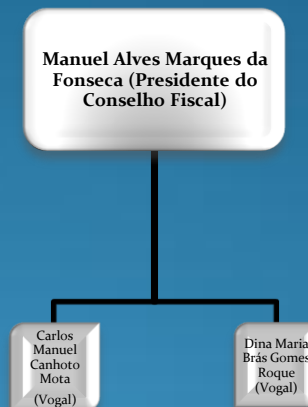 Manuel Alves Marques da
Fonseca (Presidente do
Conselho Fiscal)
Carlos
Manuel
Canhoto
Mota
(Vogal)
Dina Maria
Brás Gomes
Roque
(Vogal)